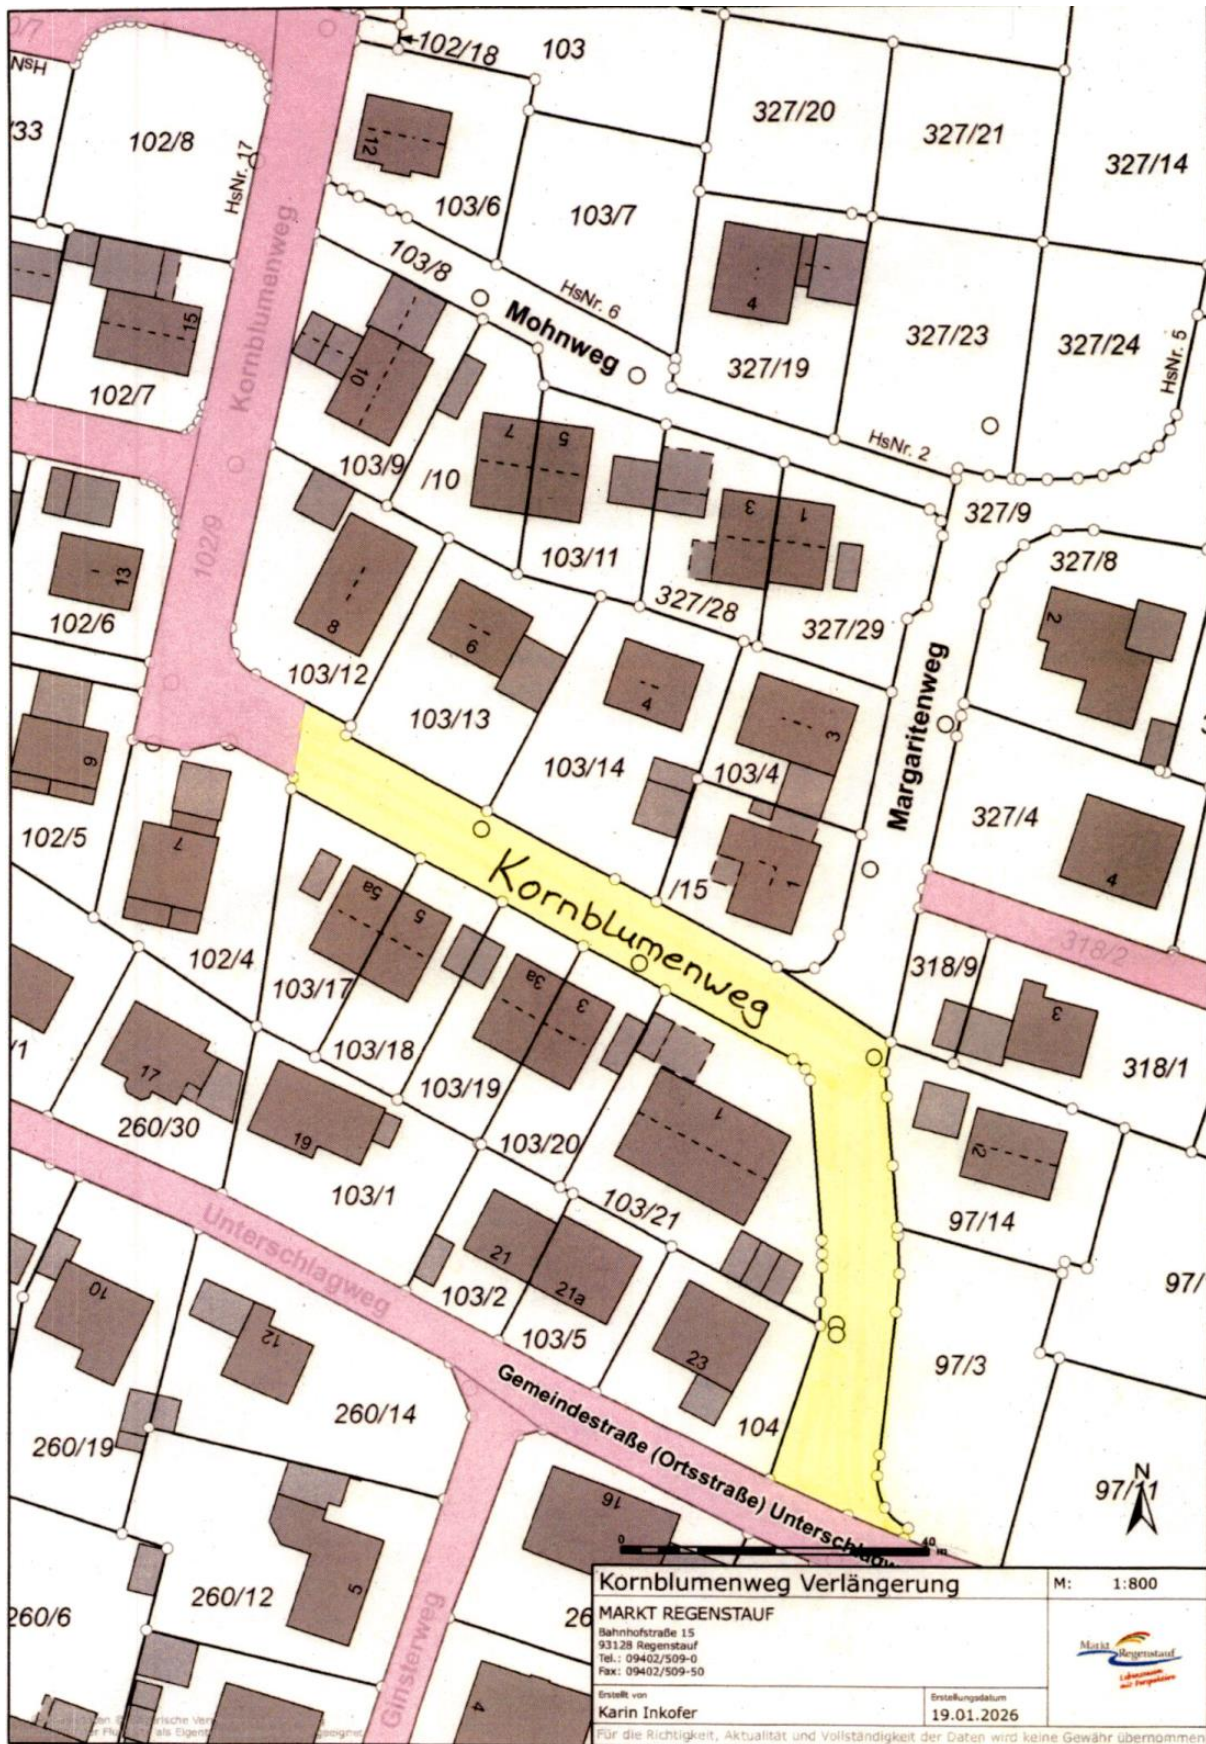 102/18
103
HsNr.
/33
102/8
HsNr. 17
12
103/6
103/7
327/20
327/21
327/14
Kornblumenweg
103/8
HsNr. 6
Mohnweg
4
327/19
327/23
327/24
HsNr. 5
15
102/7
10
103/9
/10
7
5
HsNr. 2
103/11
3
1
327/9
327/8
102/9
13
102/6
8
103/12
6
103/13
327/28
327/29
2
4
103/14
3
103/4
Margaritenweg
9
102/5
7
102/4
327/4
4
Kornblumenweg
/15
1
318/2
318/9
3
318/1
5a
5
103/17
103/18
3a
3
103/19
103/20
1
103/21
/1
17
260/30
19
103/1
2
97/14
97/
Unterschlagweg
21
21a
103/2
103/5
23
104
97/3
10
12
260/14
260/19
Gemeindestraße (Ortsstraße) Unterschlagw
16
N
97/11
5
260/12
260/6
Ginsterweg
26
4
0
40
m
Kornblumenweg Verlängerung
M: 1:800
MARKT REGENSTAUF
Bahnhofstraße 15
93128 Regenstauf
Tel.: 09402/509-0
Fax: 09402/509-50
Markt Regenstauf
Lebensraum
mit Perspektive
Erstellt von
Karin Inkofer
Erstellungsdatum
19.01.2026
Für die Richtigkeit, Aktualität und Vollständigkeit der Daten wird keine Gewähr übernommen